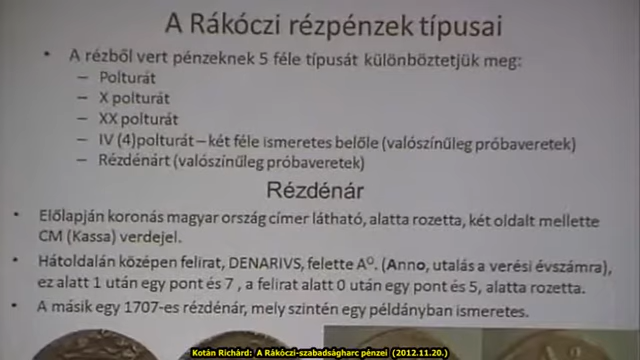 A Rákóczi rézpénzek típusai
• A rézből vert pénzeknek 5 féle típusát különböztetjük meg:
– Polturát
– X polturát
– XX polturát
– IV (4)polturát – két féle ismeretes belőle (valószínűleg próbaveretek)
– Rézdénárt (valószínűleg próbaveretek)
Rézdénár
• Előlapján koronás magyar ország címer látható, alatta rozetta, két oldalt mellette
CM (Kassa) verdejel.
• Hátoldalán középen felirat, DENARIVS, felette Aº. (Anno, utalás a verési évszámra),
ez alatt 1 után egy pont és 7 , a felirat alatt 0 után egy pont és 5, alatta rozetta.
• A másik egy 1707-es rézdénár, mely szintén egy példányban ismeretes.
Kotán Richárd: A Rákóczi-szabadságharc pénzei (2012.11.20.)